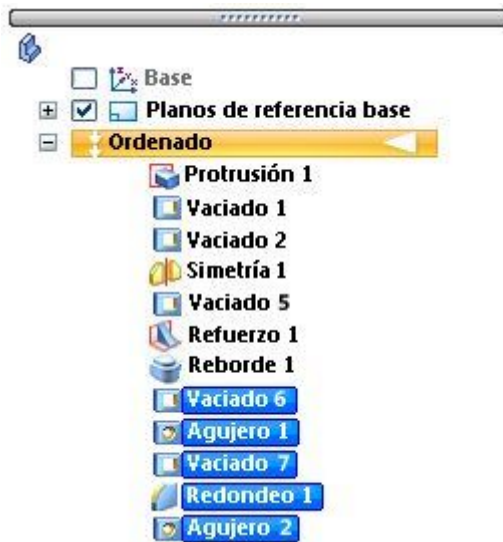 Base
Planos de referencia base
Ordenado
Protrusión 1
Vaciado 1
Vaciado 2
Simetría 1
Vaciado 5
Refuerzo 1
Reborde 1
Vaciado 6
Agujero 1
Vaciado 7
Redondeo 1
Agujero 2